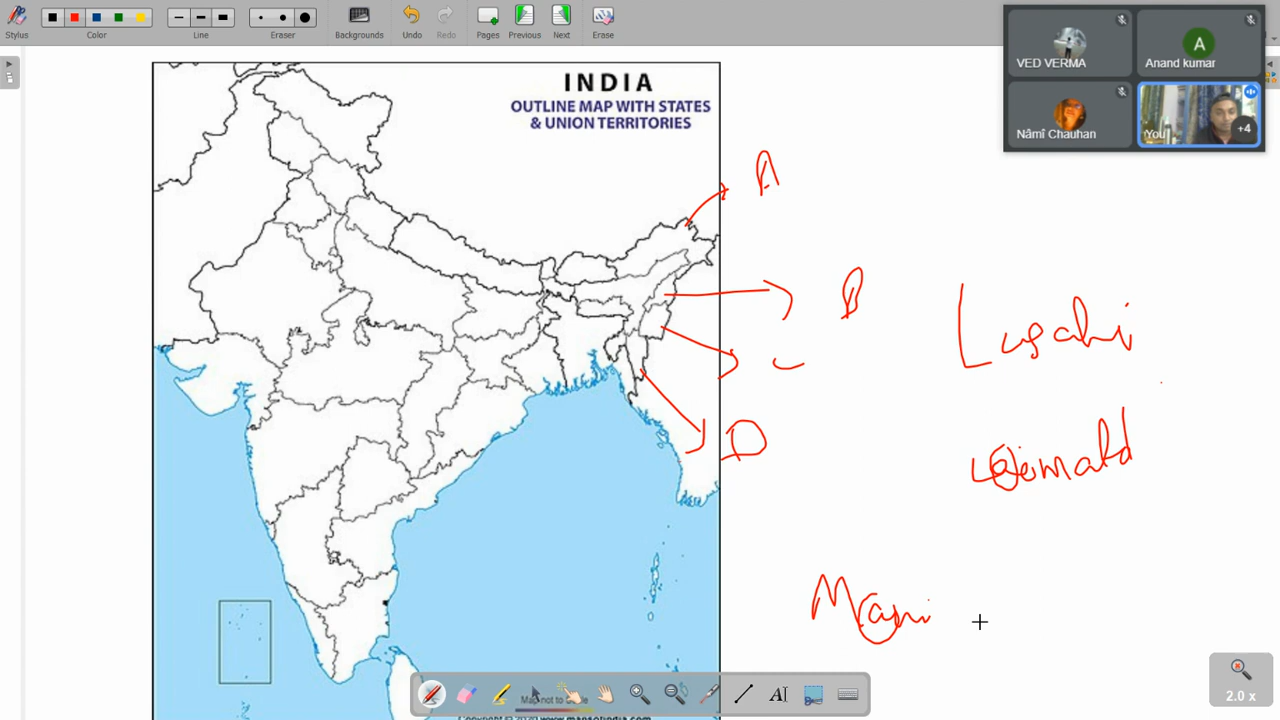 Stylus
Color
Line
Eraser
Backgrounds
Undo
Redo
Pages
Previous
Next
Erase
VED VERMA
A
Anand kumar
Nâmî Chauhan
You
+4
INDIA
OUTLINE MAP WITH STATES
& UNION TERRITORIES
A
B
C
D
Mani
2.0 x